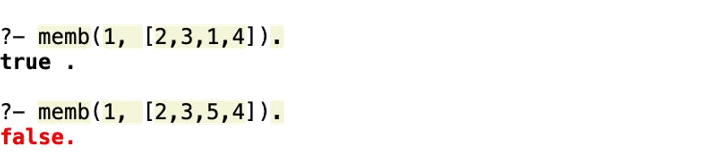 ?- memb(1, [2,3,1,4]).
true .
?- memb(1, [2,3,5,4]).
false.